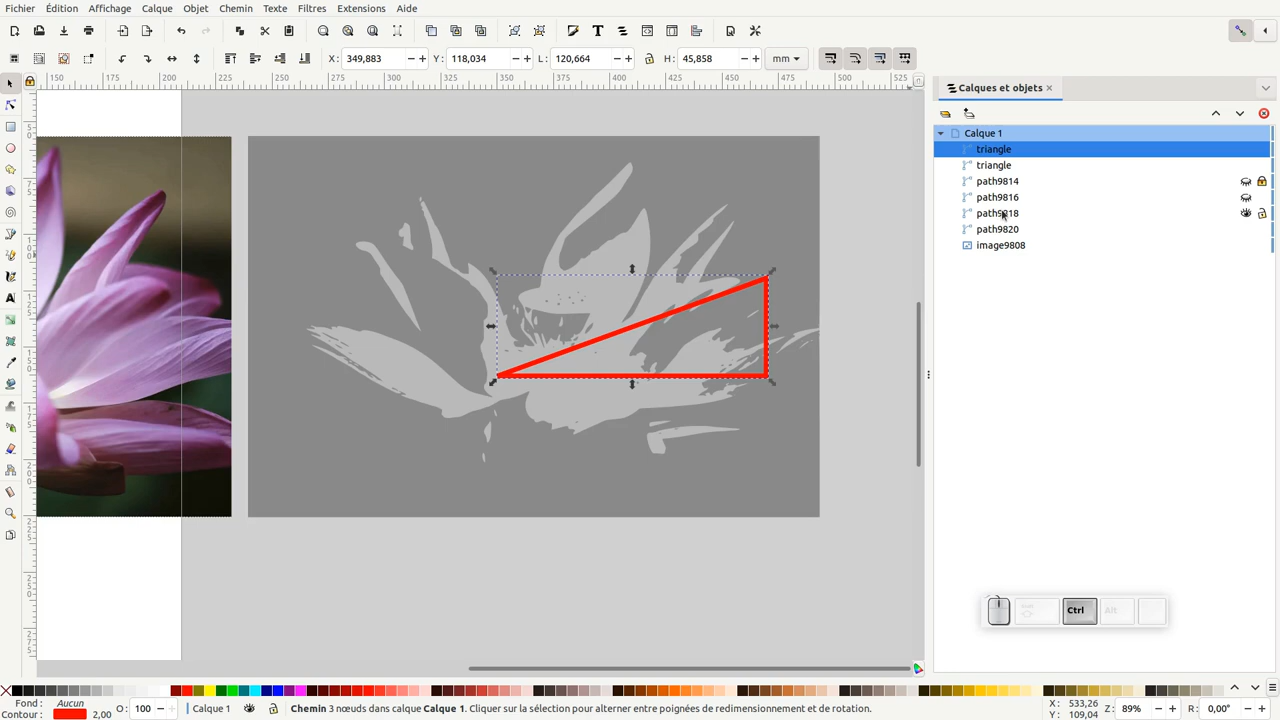 Fichier Édition Affichage Calque Objet Chemin Texte Filtres Extensions Aide
X: 349,883 Y: 118,034 L: 120,664 H: 45,858 mm
150 200 225 250 275 300 325 350 375 400 425 450 475 500 525
Calques et objets
Calque 1
triangle
triangle
path9814
path9816
path9818
path9820
image9808
Ctrl Alt
Fond: Aucun
Contour: 2,00
O: 100
Calque 1
Chemin 3 nœuds dans calque Calque 1. Cliquer sur la sélection pour alterner entre poignées de redimensionnement et de rotation.
X: 533,26
Y: 109,04
Z: 89%
R: 0,00°